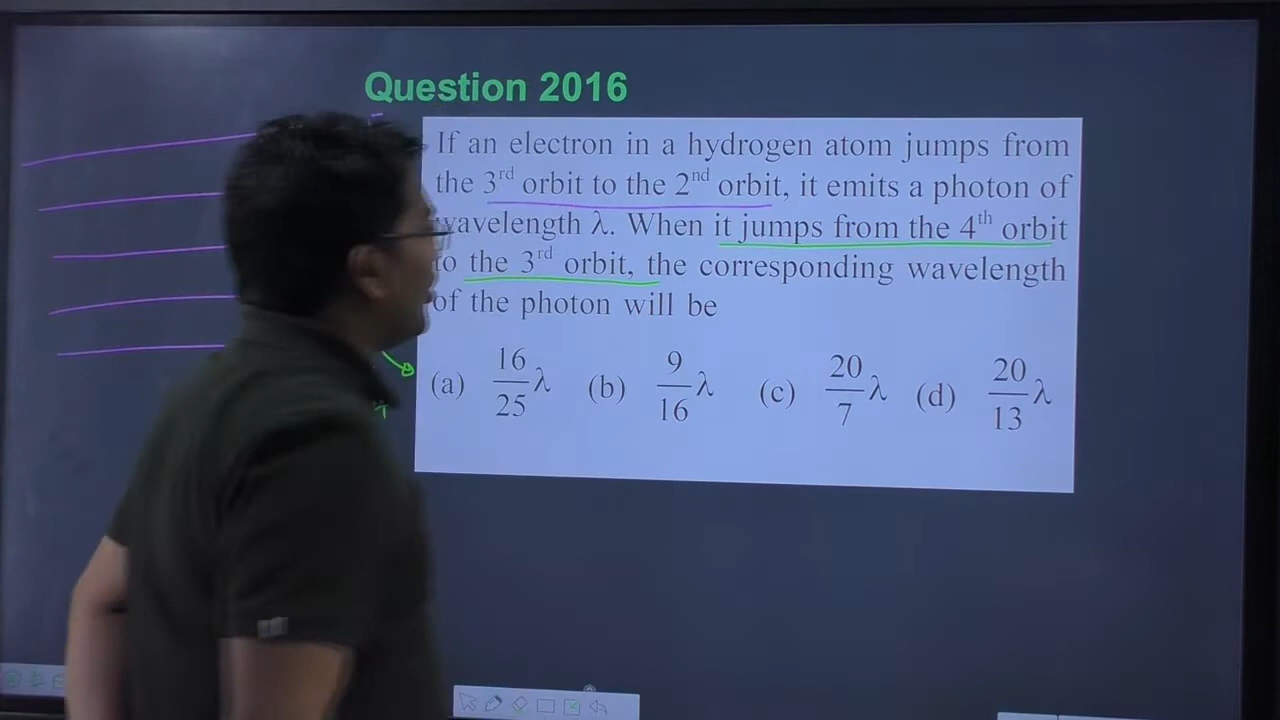 Question 2016
If an electron in a hydrogen atom jumps from
the 3rd orbit to the 2nd orbit, it emits a photon of
wavelength λ. When it jumps from the 4th orbit
to the 3rd orbit, the corresponding wavelength
of the photon will be
(a) 16/25 λ (b) 9/16 λ (c) 20/7 λ (d) 20/13 λ